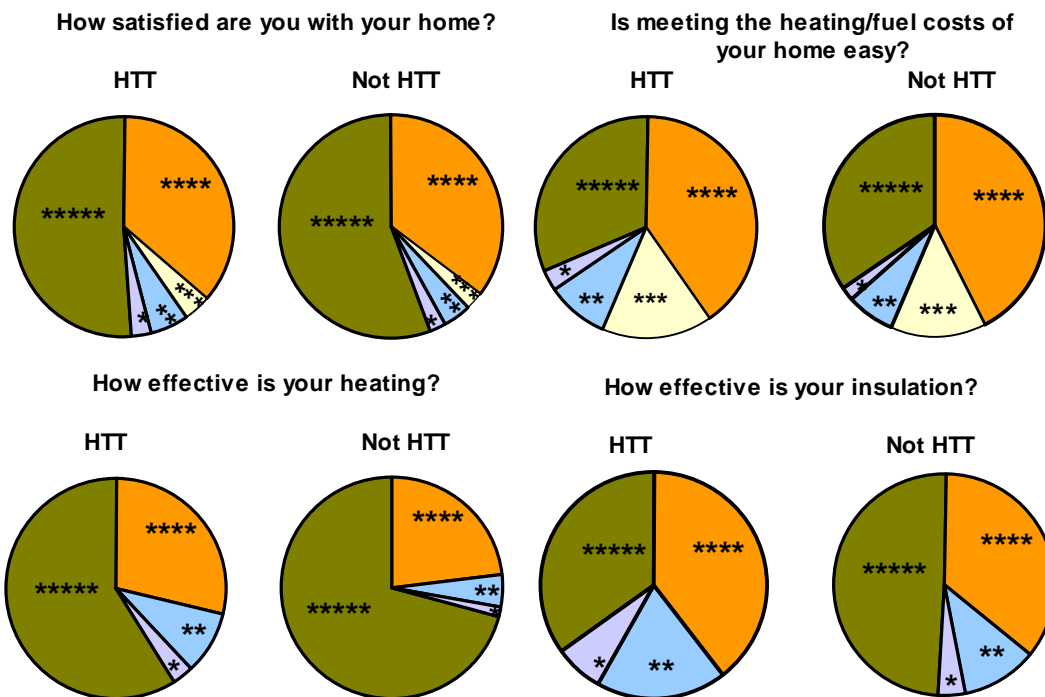 How satisfied are you with your home?
HTT
Not HTT
****
***
**
*
*****
****
***
**
*
*****
Is meeting the heating/fuel costs of
your home easy?
HTT
Not HTT
****
***
**
*
*****
****
***
**
*
*****
How effective is your heating?
HTT
Not HTT
****
**
*
*****
****
**
*
*****
How effective is your insulation?
HTT
Not HTT
****
**
*
*****
****
**
*
*****